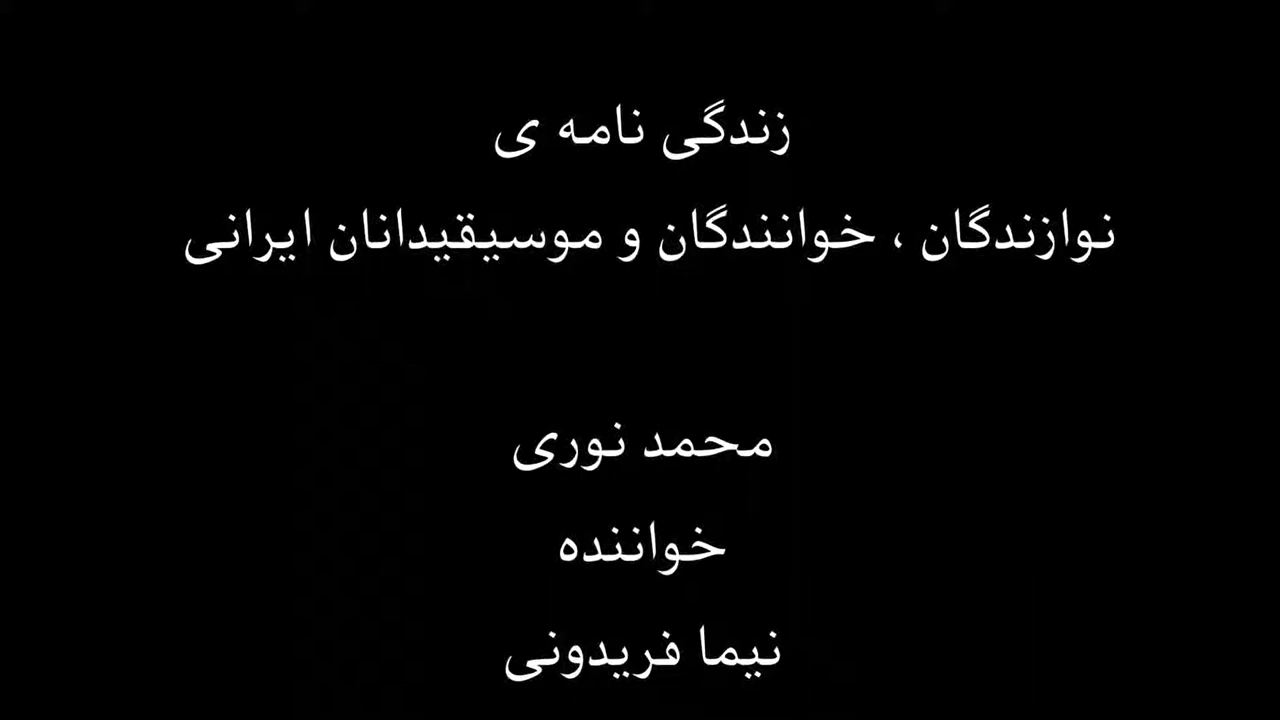 زندگی نامه ی
نوازندگان ، خوانندگان و موسیقیدانان ایرانی
محمد نوری
خواننده
نیما فریدونی